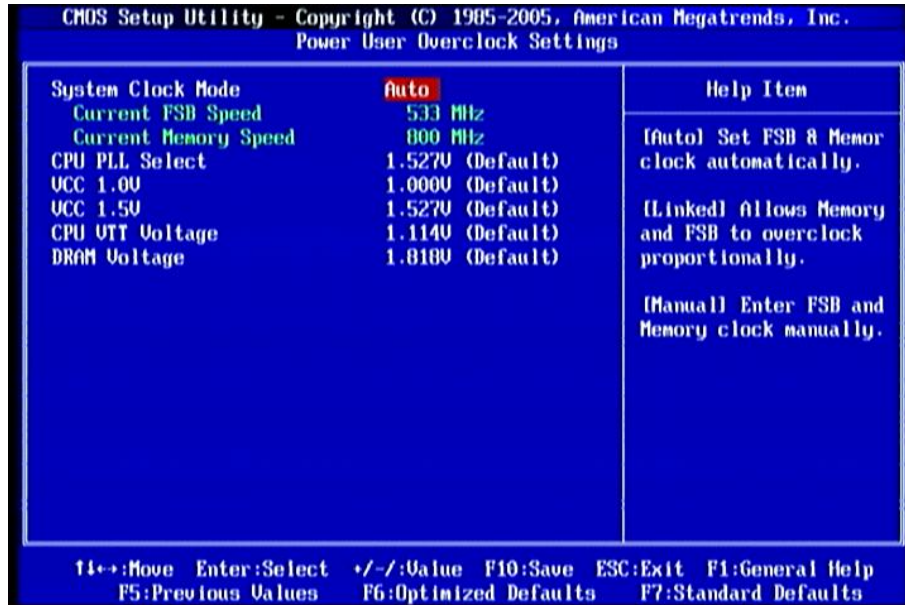 CMOS Setup Utility - Copyright (C) 1985-2005, American Megatrends, Inc.
Power User Overclock Settings
System Clock Mode Auto
Current FSB Speed 533 MHz
Current Memory Speed 800 MHz
CPU PLL Select 1.527V (Default)
VCC 1.0V 1.000V (Default)
VCC 1.5V 1.527V (Default)
CPU VTT Voltage 1.114V (Default)
DRAM Voltage 1.818V (Default)
Help Item
[Auto] Set FSB & Memor
clock automatically.
[Linked] Allows Memory
and FSB to overclock
proportionally.
[Manual] Enter FSB and
Memory clock manually.
↑↓←→:Move Enter:Select +/-/:Value F10:Save ESC:Exit F1:General Help
F5:Previous Values F6:Optimized Defaults F7:Standard Defaults